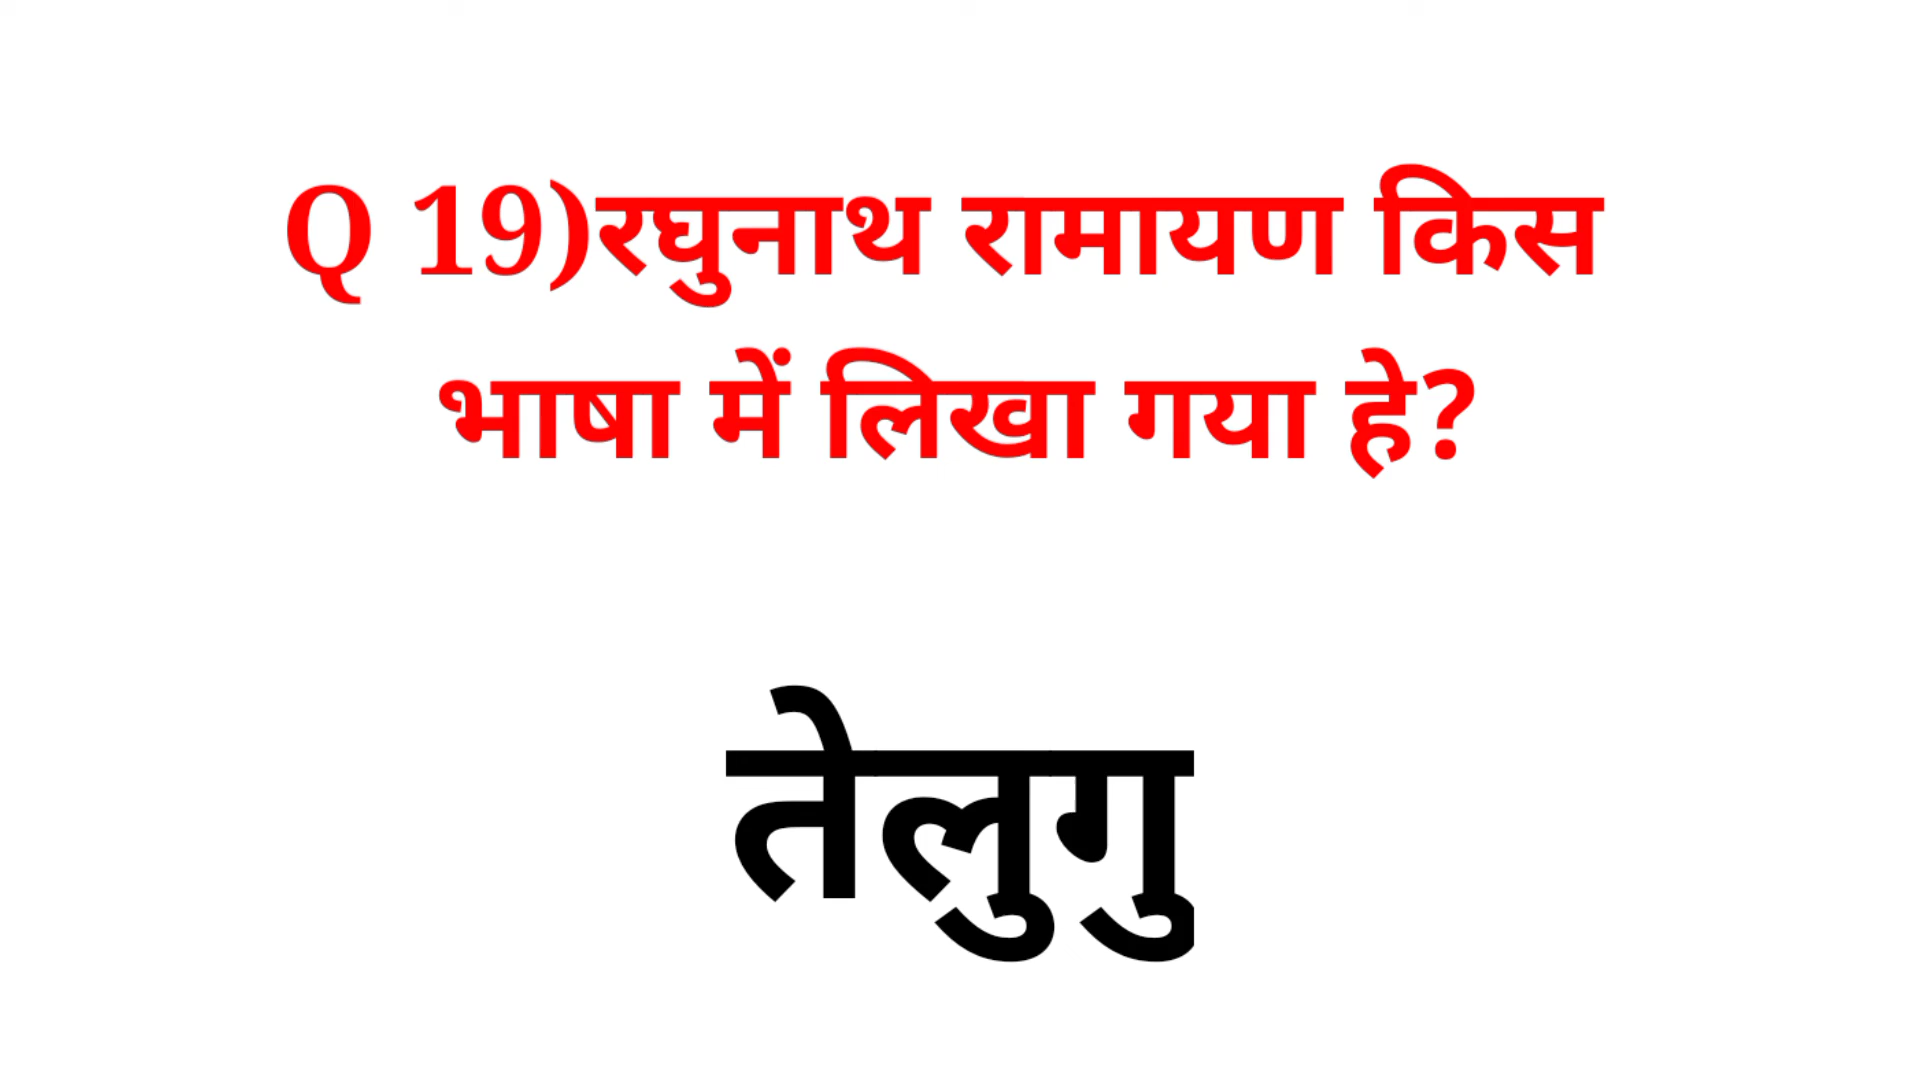 Q 19)रघुनाथ रामायण किस
भाषा में लिखा गया हे?
तेलुगु